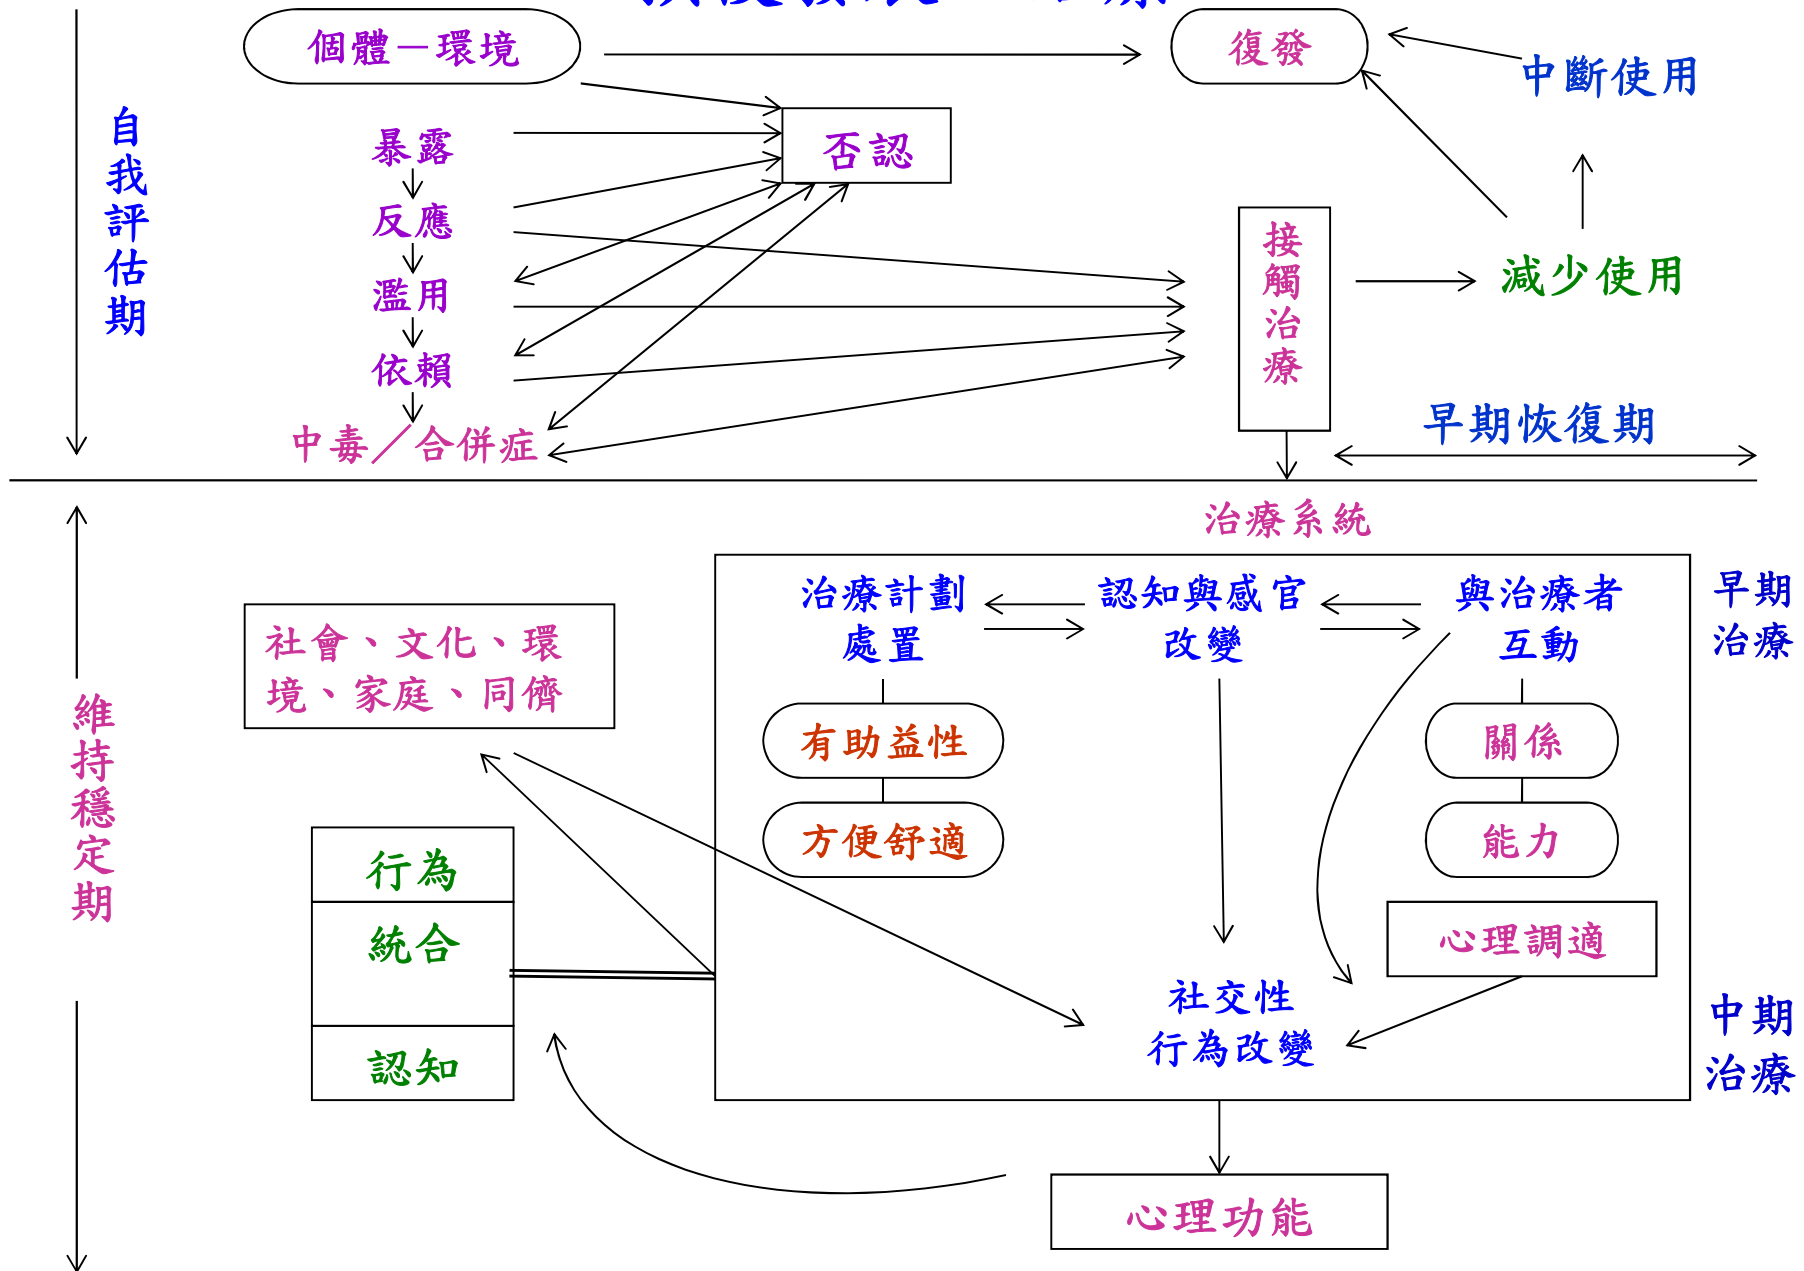 個體－環境
復發
中斷使用
自我評估期
暴露
否認
反應
接觸治療
減少使用
濫用
依賴
早期恢復期
中毒／合併症
治療系統
治療計劃
處置
認知與感官
改變
與治療者
互動
早期
治療
社會、文化、環
境、家庭、同儕
維持穩定期
有助益性
關係
方便舒適
能力
行為
統合
認知
心理調適
社交性
行為改變
中期
治療
心理功能